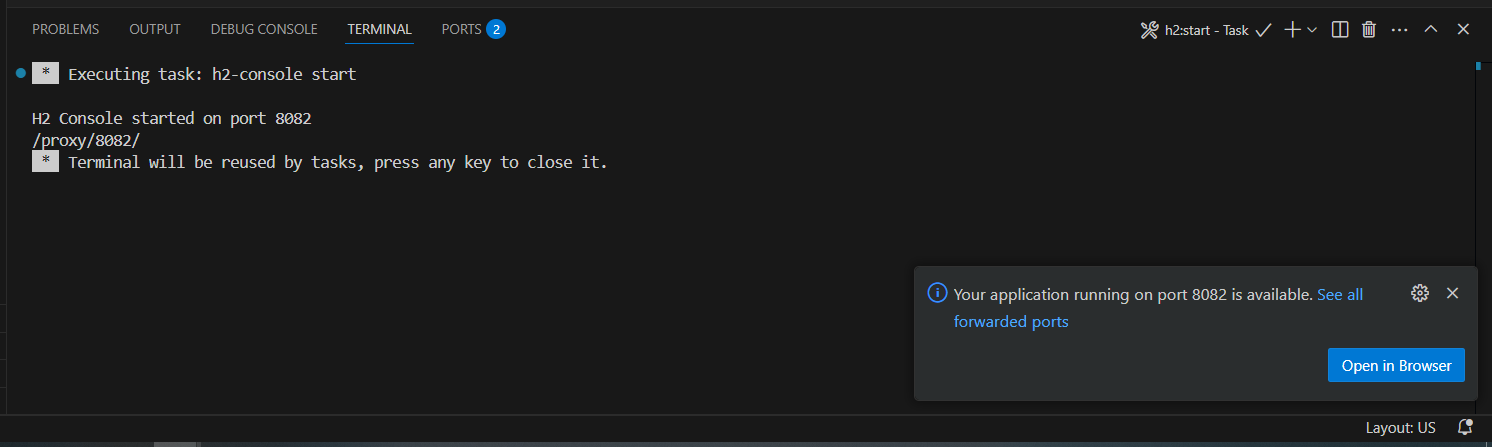 PROBLEMS OUTPUT DEBUG CONSOLE TERMINAL PORTS 2 h2:start - Task
* Executing task: h2-console start
H2 Console started on port 8082
/proxy/8082/
* Terminal will be reused by tasks, press any key to close it.
Your application running on port 8082 is available. See all
forwarded ports
Open in Browser
Layout: US